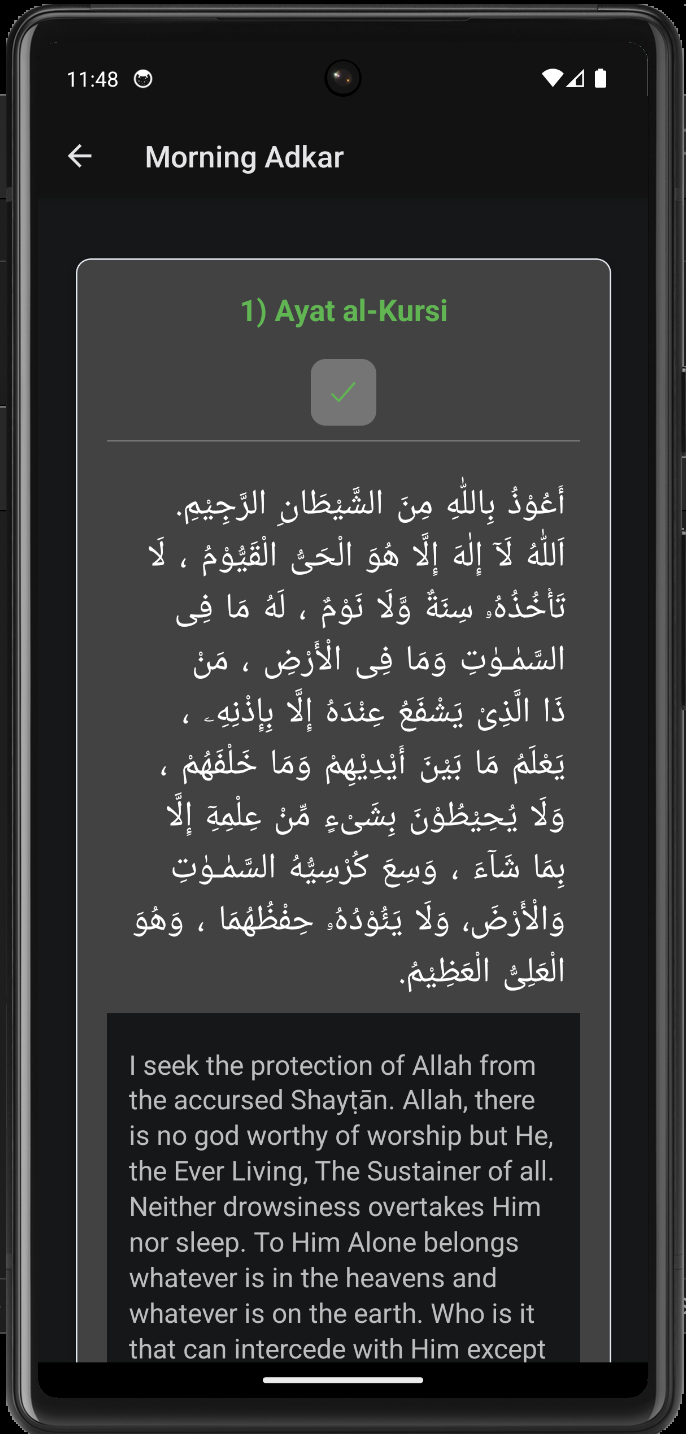 11:48
Morning Adkar
1) Ayat al-Kursi
أَعُوْذُ بِاللّٰهِ مِنَ الشَّيْطَانِ الرَّجِيْمِ.
اَللّٰهُ لَآ إِلٰهَ إِلَّا هُوَ الْحَىُّ الْقَيُّوْمُ ، لَا
تَأْخُذُهُۥ سِنَةٌ وَّلَا نَوْمٌ ، لَهُ مَا فِى
السَّمٰـوٰتِ وَمَا فِى الْأَرْضِ ، مَنْ
ذَا الَّذِىْ يَشْفَعُ عِنْدَهُ إِلَّا بِإِذْنِهِۦ ،
يَعْلَمُ مَا بَيْنَ أَيْدِيْهِمْ وَمَا خَلْفَهُمْ ،
وَلَا يُحِيْطُوْنَ بِشَىْءٍ مِّنْ عِلْمِهِٓ إِلَّا
بِمَا شَآءَ ، وَسِعَ كُرْسِيُّهُ السَّمٰـوٰتِ
وَالْأَرْضَ، وَلَا يَئُوْدُهُۥ حِفْظُهُمَا ، وَهُوَ
الْعَلِىُّ الْعَظِيْمُ.
I seek the protection of Allah from
the accursed Shayṭān. Allah, there
is no god worthy of worship but He,
the Ever Living, The Sustainer of all.
Neither drowsiness overtakes Him
nor sleep. To Him Alone belongs
whatever is in the heavens and
whatever is on the earth. Who is it
that can intercede with Him except